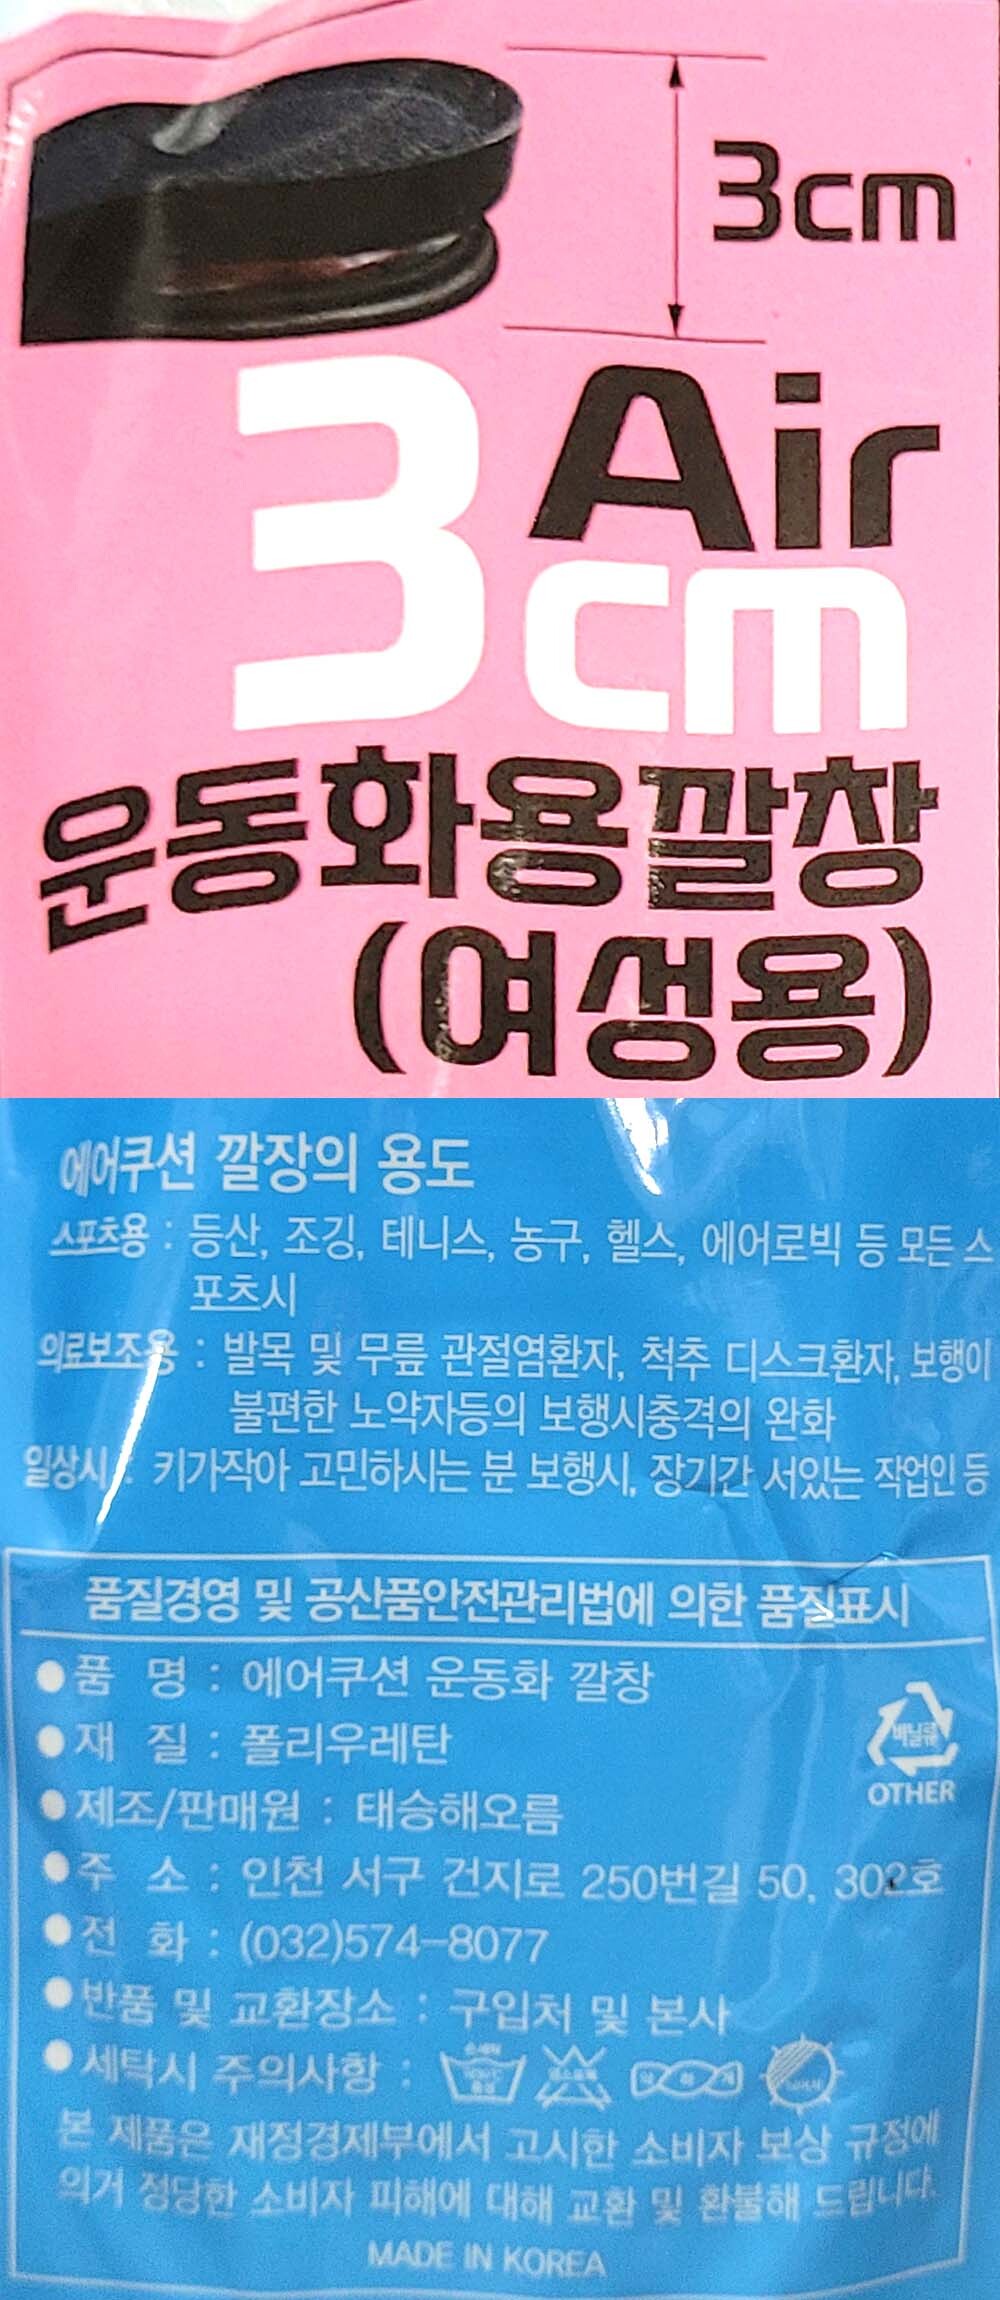 3cm
3 Air
cm
운동화용깔창
(여성용)
에어쿠션 깔장의 용도
스포츠용 : 등산, 조깅, 테니스, 농구, 헬스, 에어로빅 등 모든 스
포츠시
의료보조용 : 발목 및 무릎 관절염환자, 척추 디스크환자, 보행이
불편한 노약자등의 보행시충격의 완화
일상시 : 키가작아 고민하시는 분 보행시, 장기간 서있는 작업인 등
품질경영 및 공산품안전관리법에 의한 품질표시
● 품 명 : 에어쿠션 운동화 깔창
● 재 질 : 폴리우레탄
비닐류
OTHER
● 제조/판매원 : 태승해오름
● 주 소 : 인천 서구 건지로 250번길 50, 302호
● 전 화 : (032)574-8077
● 반품 및 교환장소 : 구입처 및 본사
● 세탁시 주의사항 :
본 제품은 재정경제부에서 고시한 소비자 보상 규정에
의거 정당한 소비자 피해에 대해 교환 및 환불해 드립니다.
MADE IN KOREA